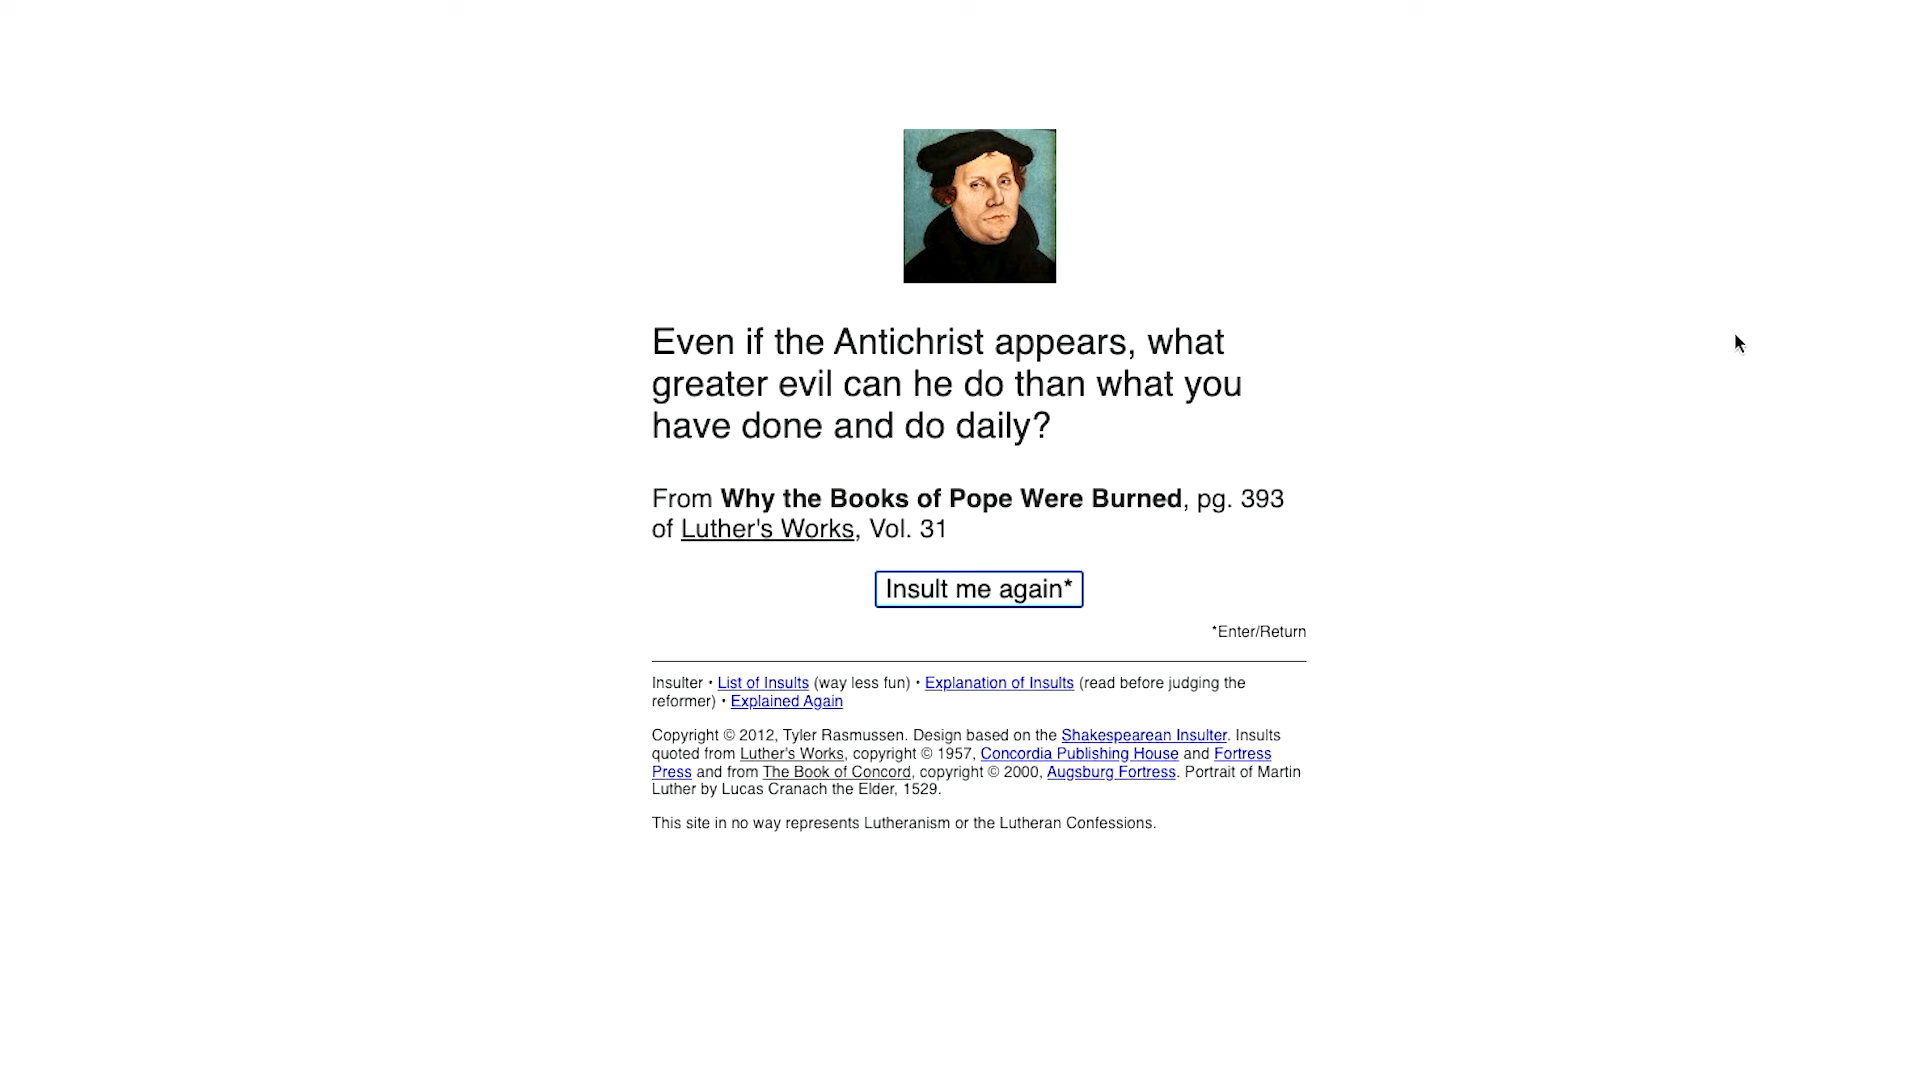 Even if the Antichrist appears, what
greater evil can he do than what you
have done and do daily?
From Why the Books of Pope Were Burned, pg. 393
of Luther's Works, Vol. 31
Insult me again*
*Enter/Return
Insulter • List of Insults (way less fun) • Explanation of Insults (read before judging the
reformer) • Explained Again
Copyright © 2012, Tyler Rasmussen. Design based on the Shakespearean Insulter. Insults
quoted from Luther's Works, copyright © 1957, Concordia Publishing House and Fortress
Press and from The Book of Concord, copyright © 2000, Augsburg Fortress. Portrait of Martin
Luther by Lucas Cranach the Elder, 1529.
This site in no way represents Lutheranism or the Lutheran Confessions.